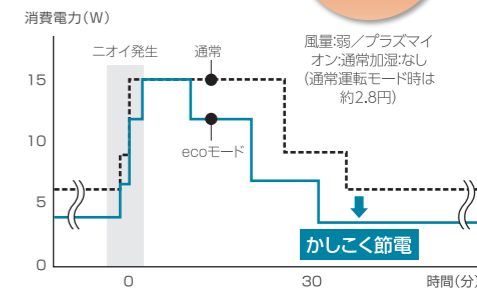 消費電力(W)
ニオイ発生
通常
風量:弱／プラズマイ
オン:通常加湿:なし
(通常運転モード時は
約2.8円)
15
10
ecoモード
5
かしこく節電
0
0
30
時間(分)